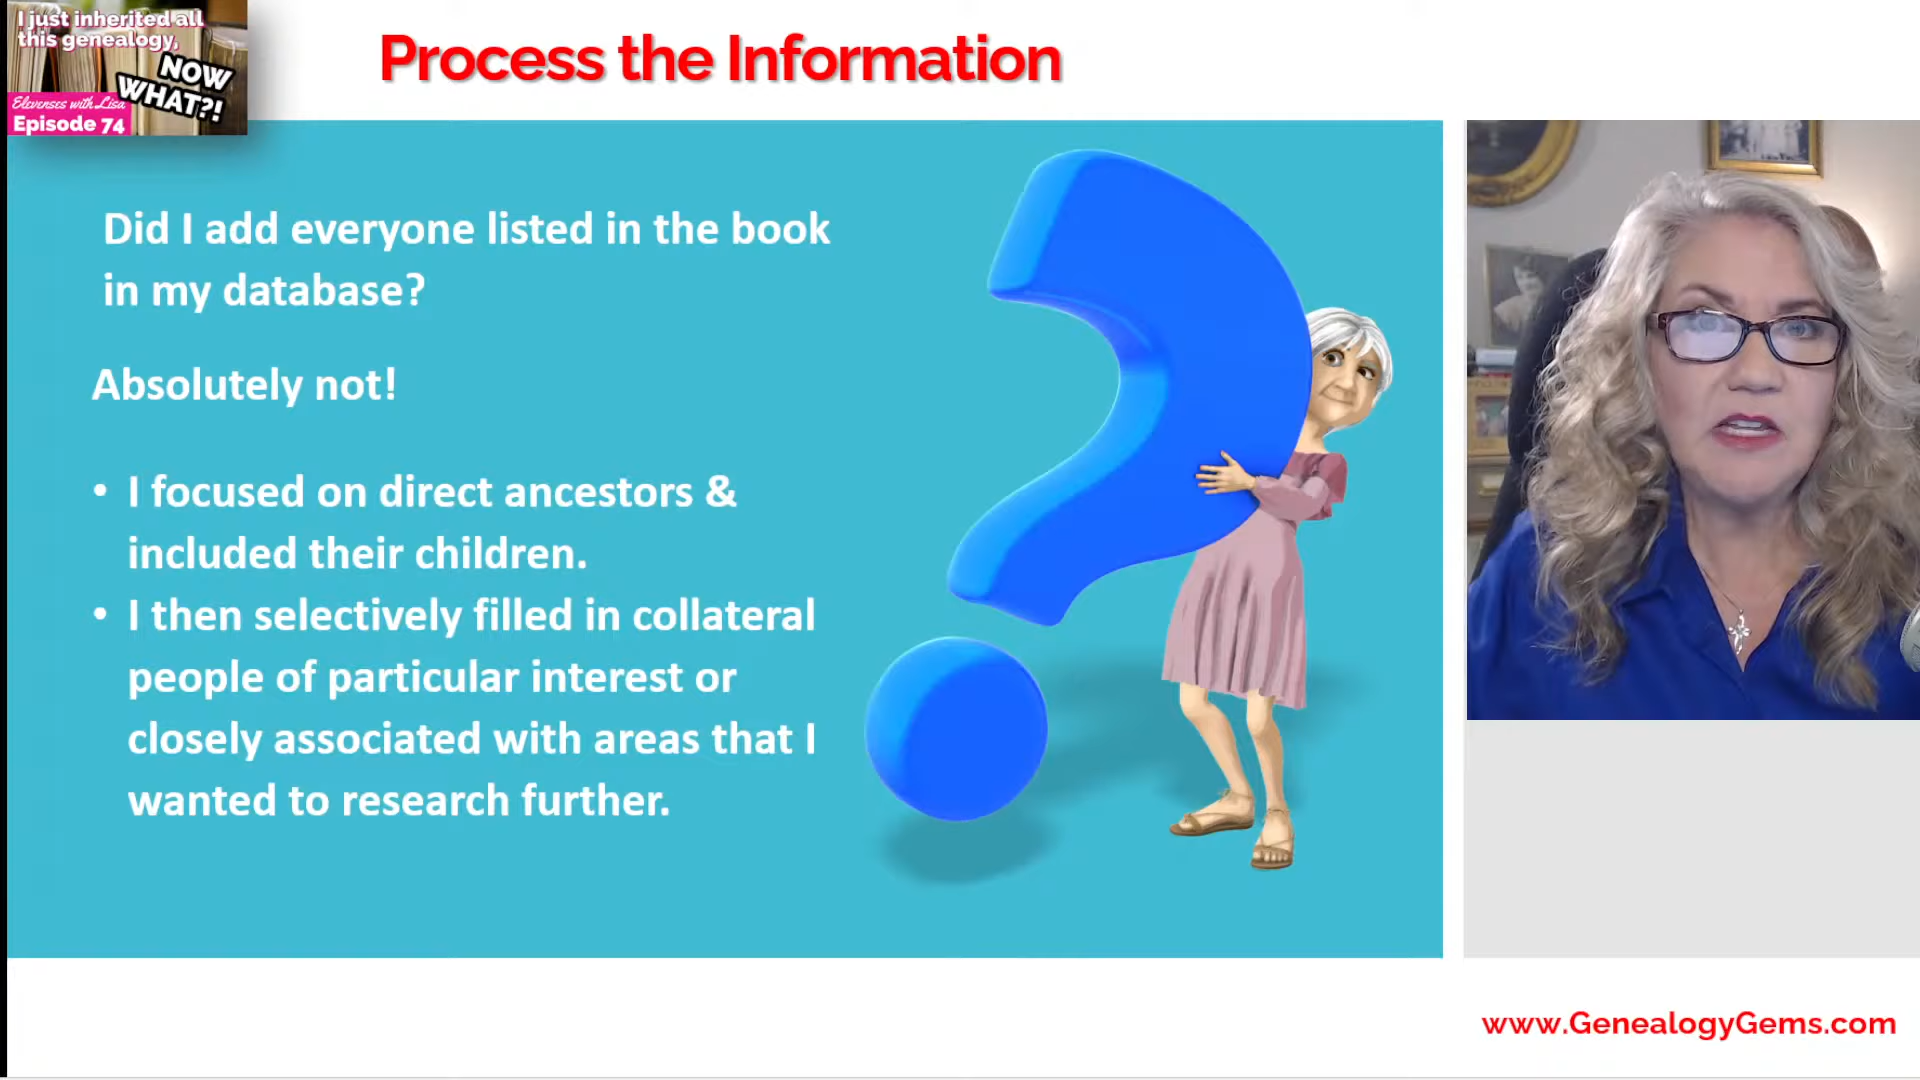 I just inherited all
this genealogy,
NOW
WHAT?!
Elevenses with Lisa
Episode 74
Process the Information
Did I add everyone listed in the book
in my database?
Absolutely not!
• I focused on direct ancestors &
included their children.
• I then selectively filled in collateral
people of particular interest or
closely associated with areas that I
wanted to research further.
www.GenealogyGems.com